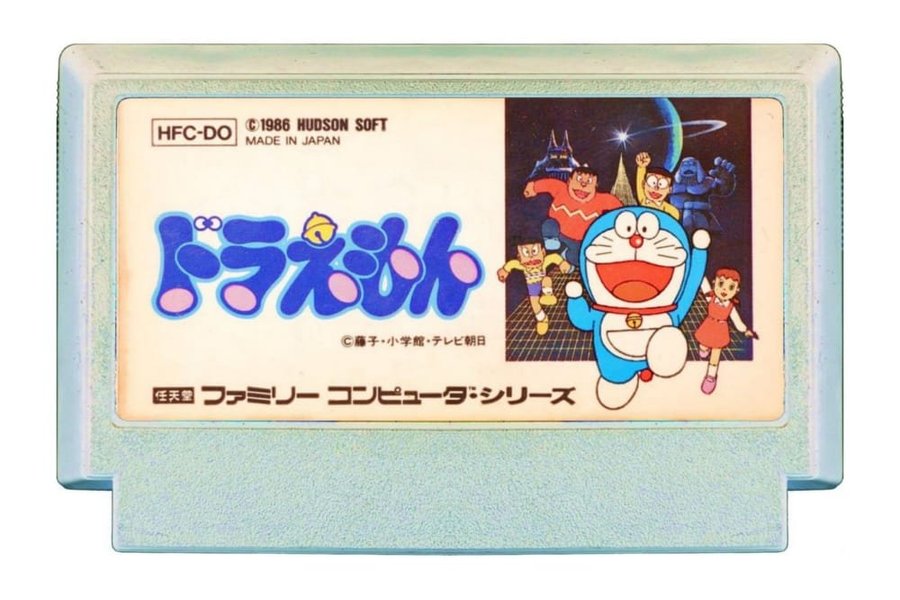 HFC-DO
©1986 HUDSON SOFT
MADE IN JAPAN
ドラえもん
©藤子・小学館・テレビ朝日
任天堂 ファミリー コンピュータ™・シリーズ